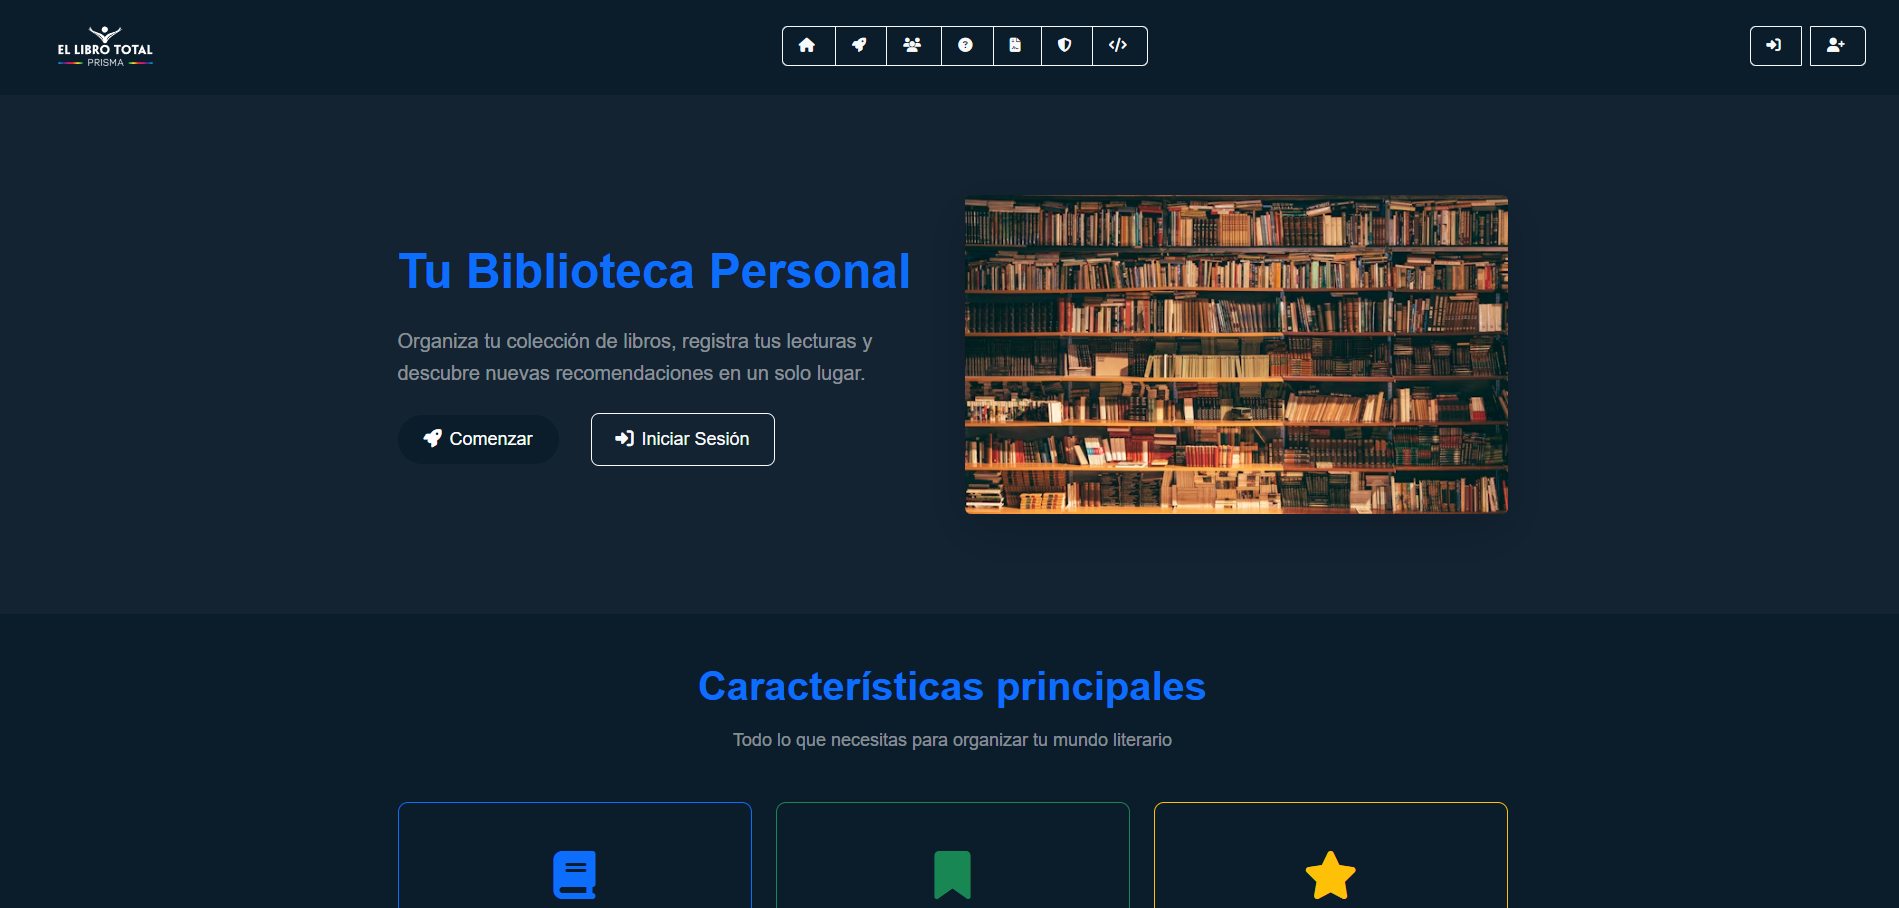 EL LIBRO TOTAL
PRISMA
Tu Biblioteca Personal
Organiza tu colección de libros, registra tus lecturas y
descubre nuevas recomendaciones en un solo lugar.
Comenzar
Iniciar Sesión
Características principales
Todo lo que necesitas para organizar tu mundo literario